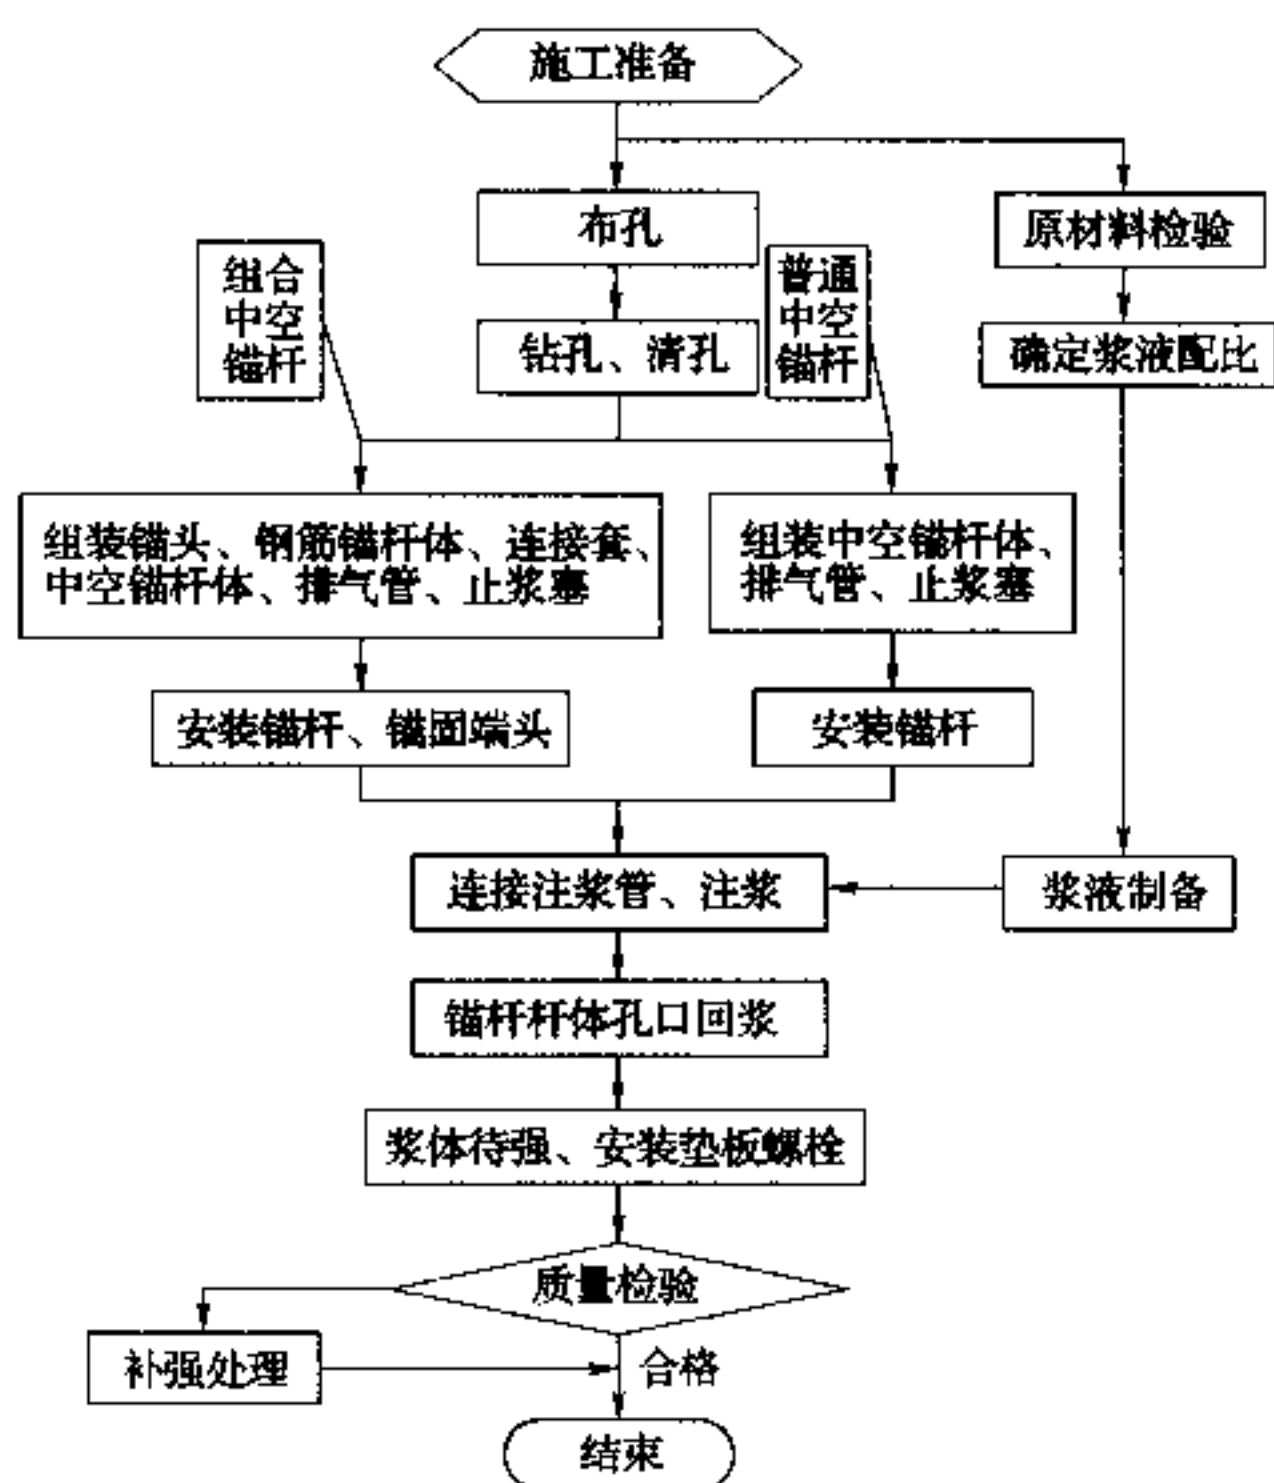 施工准备
布孔
原材料检验
组合
中空
锚杆
普通
中空
锚杆
钻孔、清孔
确定浆液配比
组装锚头、钢筋锚杆体、连接套、
中空锚杆体、排气管、止浆塞
组装中空锚杆体、
排气管、止浆塞
安装锚杆、锚固端头
安装锚杆
连接注浆管、注浆
浆液制备
锚杆杆体孔口回浆
浆体待强、安装垫板螺栓
质量检验
补强处理
合格
结束